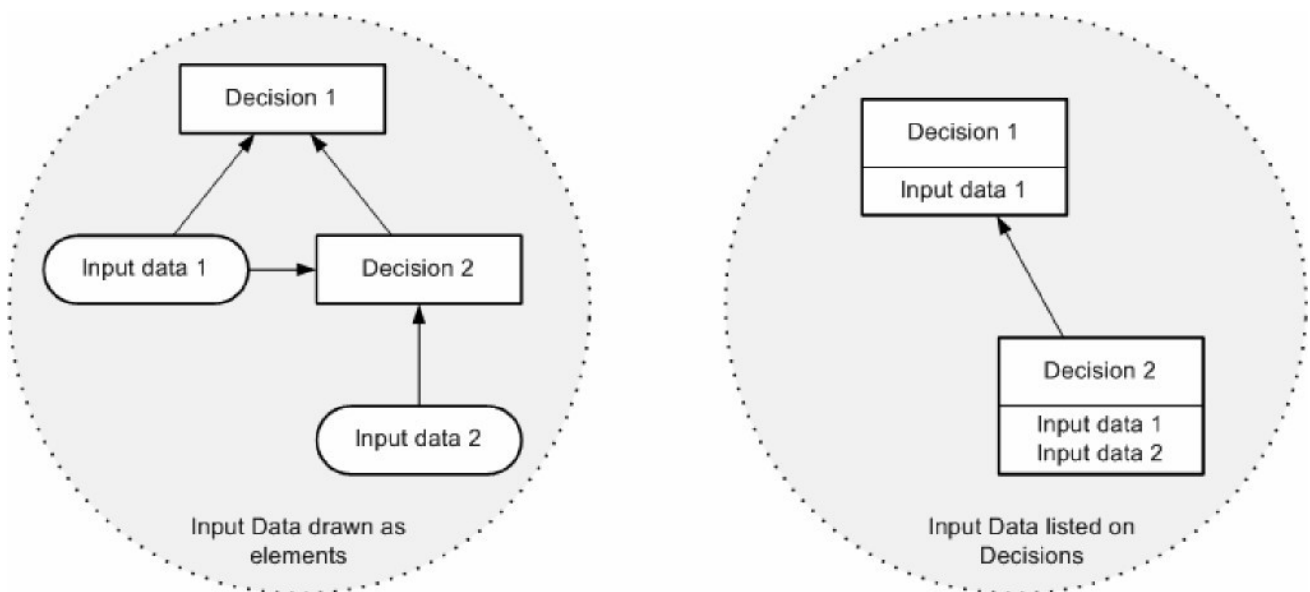 Decision 1
Input data 1
Decision 2
Input data 2
Input Data drawn as
elements
Decision 1
Input data 1
Decision 2
Input data 1
Input data 2
Input Data listed on
Decisions